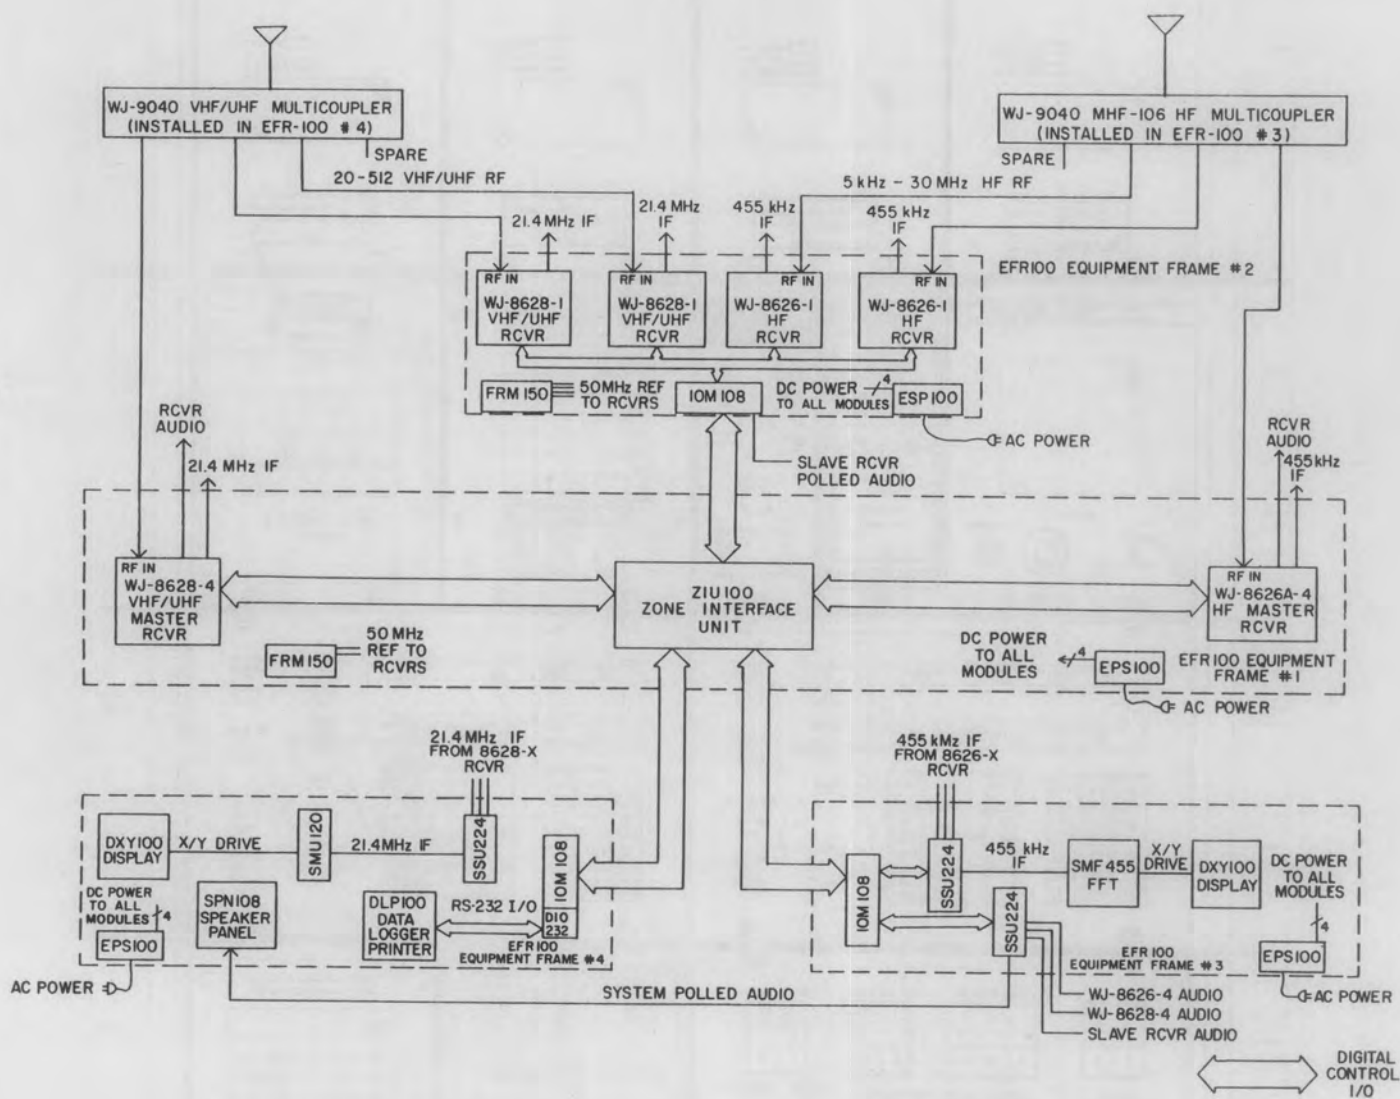 WJ-9040 VHF/UHF MULTICOUPLER
(INSTALLED IN EFR-100 #4)
WJ-9040 MHF-106 HF MULTICOUPLER
(INSTALLED IN EFR-100 #3)
SPARE
20-512 VHF/UHF RF
SPARE
5 kHz - 30 MHz HF RF
21.4 MHz IF
21.4 MHz
IF
455 kHz
IF
455 kHz
IF
EFR100 EQUIPMENT FRAME #2
RF IN
WJ-8628-1
VHF/UHF
RCVR
RF IN
WJ-8628-1
VHF/UHF
RCVR
RF IN
WJ-8626-1
HF
RCVR
RF IN
WJ-8626-1
HF
RCVR
FRM150
50MHz REF
TO RCVRS
IOM 108
DC POWER
TO ALL MODULES
4
ESP100
AC POWER
SLAVE RCVR
POLLED AUDIO
RCVR
AUDIO
21.4 MHz IF
RCVR
AUDIO
455 kHz
IF
RF IN
WJ-8628-4
VHF/UHF
MASTER
RCVR
FRM150
50 MHz
REF TO
RCVRS
ZIU100
ZONE INTERFACE
UNIT
RF IN
WJ-8626A-4
HF MASTER
RCVR
DC POWER
TO ALL
MODULES
4
EPS100
EFR100 EQUIPMENT
FRAME #1
AC POWER
21.4 MHz IF
FROM 8628-X
RCVR
455 kMz IF
FROM 8626-X
RCVR
DXY100
DISPLAY
X/Y DRIVE
SMU120
21.4MHz IF
SSU224
IOM 108
DIO
232
DC POWER
TO ALL
MODULES
4
EPS100
SPN108
SPEAKER
PANEL
DLP100
DATA
LOGGER
PRINTER
RS-232 I/O
EFR100
EQUIPMENT FRAME #4
AC POWER
IOM 108
SSU224
455 kHz
IF
SMF455
FFT
X/Y
DRIVE
DXY100
DISPLAY
DC POWER
TO ALL
MODULES
4
SSU224
EFR100
EQUIPMENT FRAME #3
EPS100
AC POWER
SYSTEM POLLED AUDIO
WJ-8626-4 AUDIO
WJ-8628-4 AUDIO
SLAVE RCVR AUDIO
DIGITAL
CONTROL
I/O